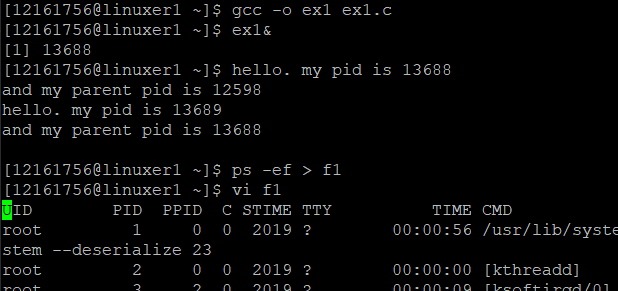 [12161756@linuxer1 ~]$ gcc -o ex1 ex1.c
[12161756@linuxer1 ~]$ ex1&
[1] 13688
[12161756@linuxer1 ~]$ hello. my pid is 13688
and my parent pid is 12598
hello. my pid is 13689
and my parent pid is 13688
[12161756@linuxer1 ~]$ ps -ef > f1
[12161756@linuxer1 ~]$ vi f1
UID        PID  PPID  C STIME TTY          TIME CMD
root         1     0  0  2019 ?        00:00:56 /usr/lib/syste
stem --deserialize 23
root         2     0  0  2019 ?        00:00:00 [kthreadd]
root         3     2  0  2019 ?        00:00:09 [ksoftirqd/0]